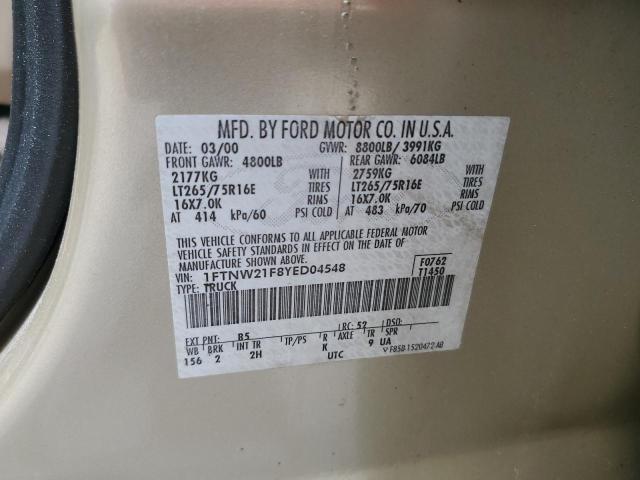 MFD. BY FORD MOTOR CO. IN U.S.A.
DATE: 03/00 GVWR: 8800LB/ 3991KG
FRONT GAWR: 4800LB REAR GAWR: 6084LB
2177KG WITH 2759KG WITH
LT265/75R16E TIRES LT265/75R16E TIRES
16X7.0K RIMS 16X7.0K RIMS
AT 414 kPa/60 PSI COLD AT 483 kPa/70 PSI COLD
THIS VEHICLE CONFORMS TO ALL APPLICABLE FEDERAL MOTOR
VEHICLE SAFETY STANDARDS IN EFFECT ON THE DATE OF
MANUFACTURE SHOWN ABOVE.
VIN: 1FTNW21F8YED04548 F0762
TYPE: TRUCK T1450
EXT PNT: B5 RC: 52 DSO:
WB BRK INT TR TP/PS R AXLE TR SPR
156 2 2H K 9 UA
UTC F85B-1520472-AB